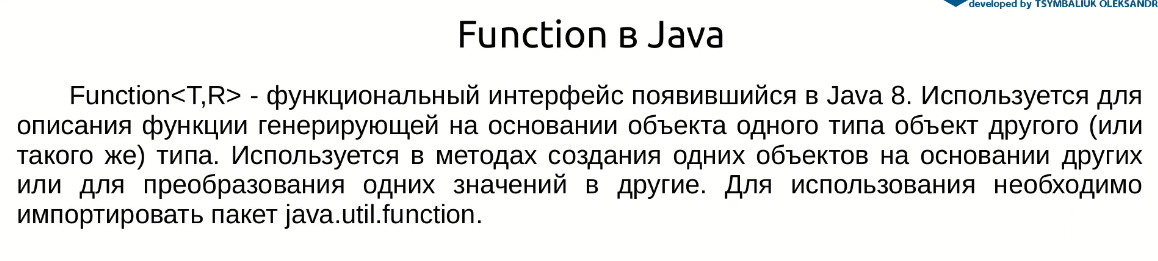 developed by TSYMBALIUK OLEKSANDR
Function в Java
Function<T,R> - функциональный интерфейс появившийся в Java 8. Используется для
описания функции генерирующей на основании объекта одного типа объект другого (или
такого же) типа. Используется в методах создания одних объектов на основании других
или для преобразования одних значений в другие. Для использования необходимо
импортировать пакет java.util.function.